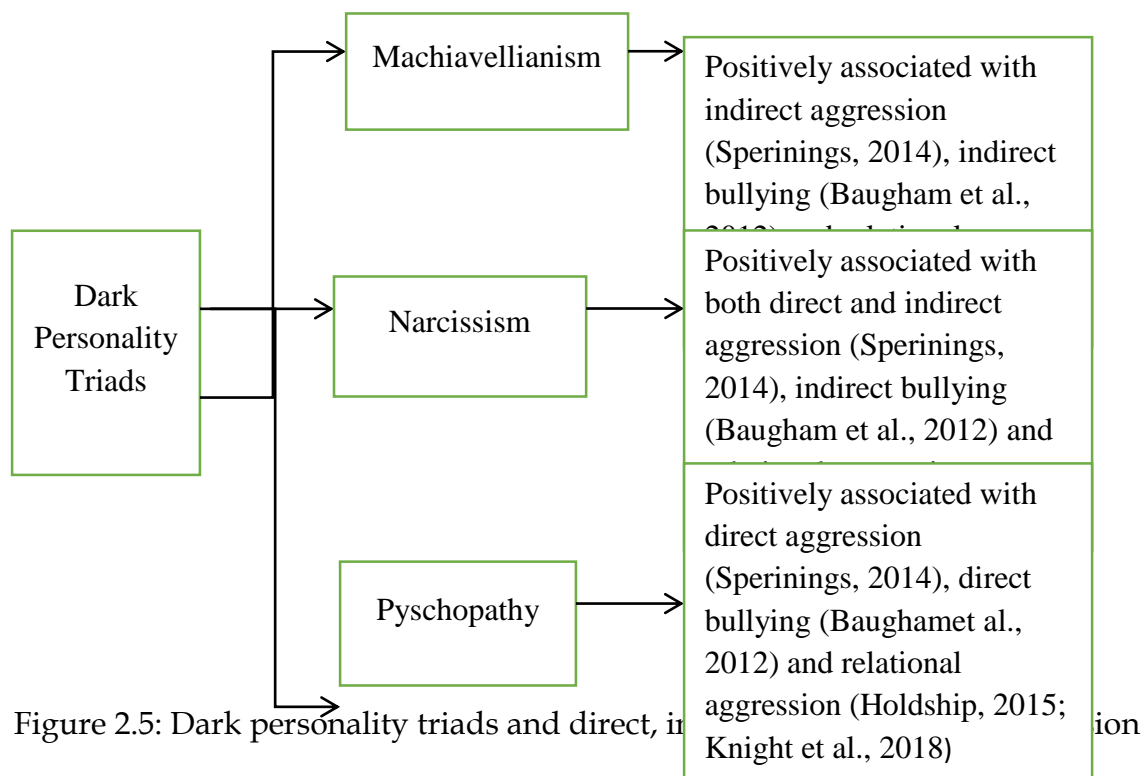 Machiavellianism
Positively associated with
indirect aggression
(Sperinings, 2014), indirect
bullying (Baugham et al.,
Dark
Personality
Triads
Narcissism
Positively associated with
both direct and indirect
aggression (Sperinings,
2014), indirect bullying
(Baugham et al., 2012) and
Pyschopathy
Positively associated with
direct aggression
(Sperinings, 2014), direct
bullying (Baughamet al.,
2012) and relational
aggression (Holdship, 2015;
Knight et al., 2018)
Figure 2.5: Dark personality triads and direct,